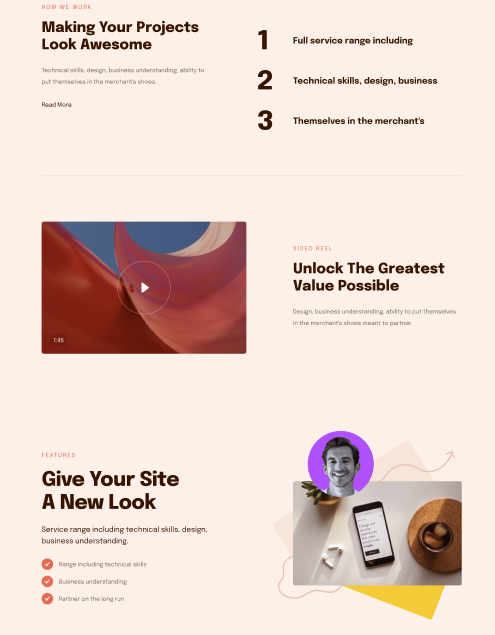 HOW WE WORK
Making Your Projects
Look Awesome
Technical skills, design, business understanding, ability to
put themselves in the merchant's shoes.
Read More
1 Full service range including
2 Technical skills, design, business
3 Themselves in the merchant's
1:45
VIDEO REEL
Unlock The Greatest
Value Possible
Design, business understanding, ability to put themselves
in the merchant's shoes meant to partner.
FEATURES
Give Your Site
A New Look
Service range including technical skills, design,
business understanding.
Range including technical skills
Business understanding
Partner on the long run